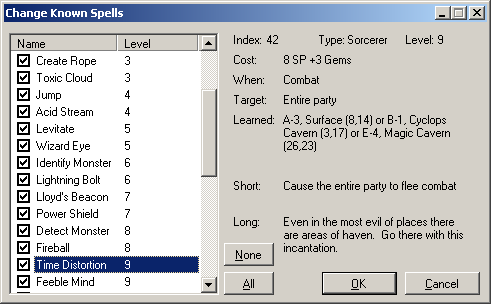 Change Known Spells
Name Level
Create Rope 3
Toxic Cloud 3
Jump 4
Acid Stream 4
Levitate 5
Wizard Eye 5
Identify Monster 6
Lightning Bolt 6
Lloyd's Beacon 7
Power Shield 7
Detect Monster 8
Fireball 8
Time Distortion 9
Feeble Mind 9
Index: 42 Type: Sorcerer Level: 9
Cost: 8 SP +3 Gems
When: Combat
Target: Entire party
Learned: A-3, Surface (8,14) or B-1, Cyclops
Cavern (3,17) or E-4, Magic Cavern
(26,23)
Short: Cause the entire party to flee combat
Long: Even in the most evil of places there
are areas of haven. Go there with this
incantation.
None
All
OK
Cancel